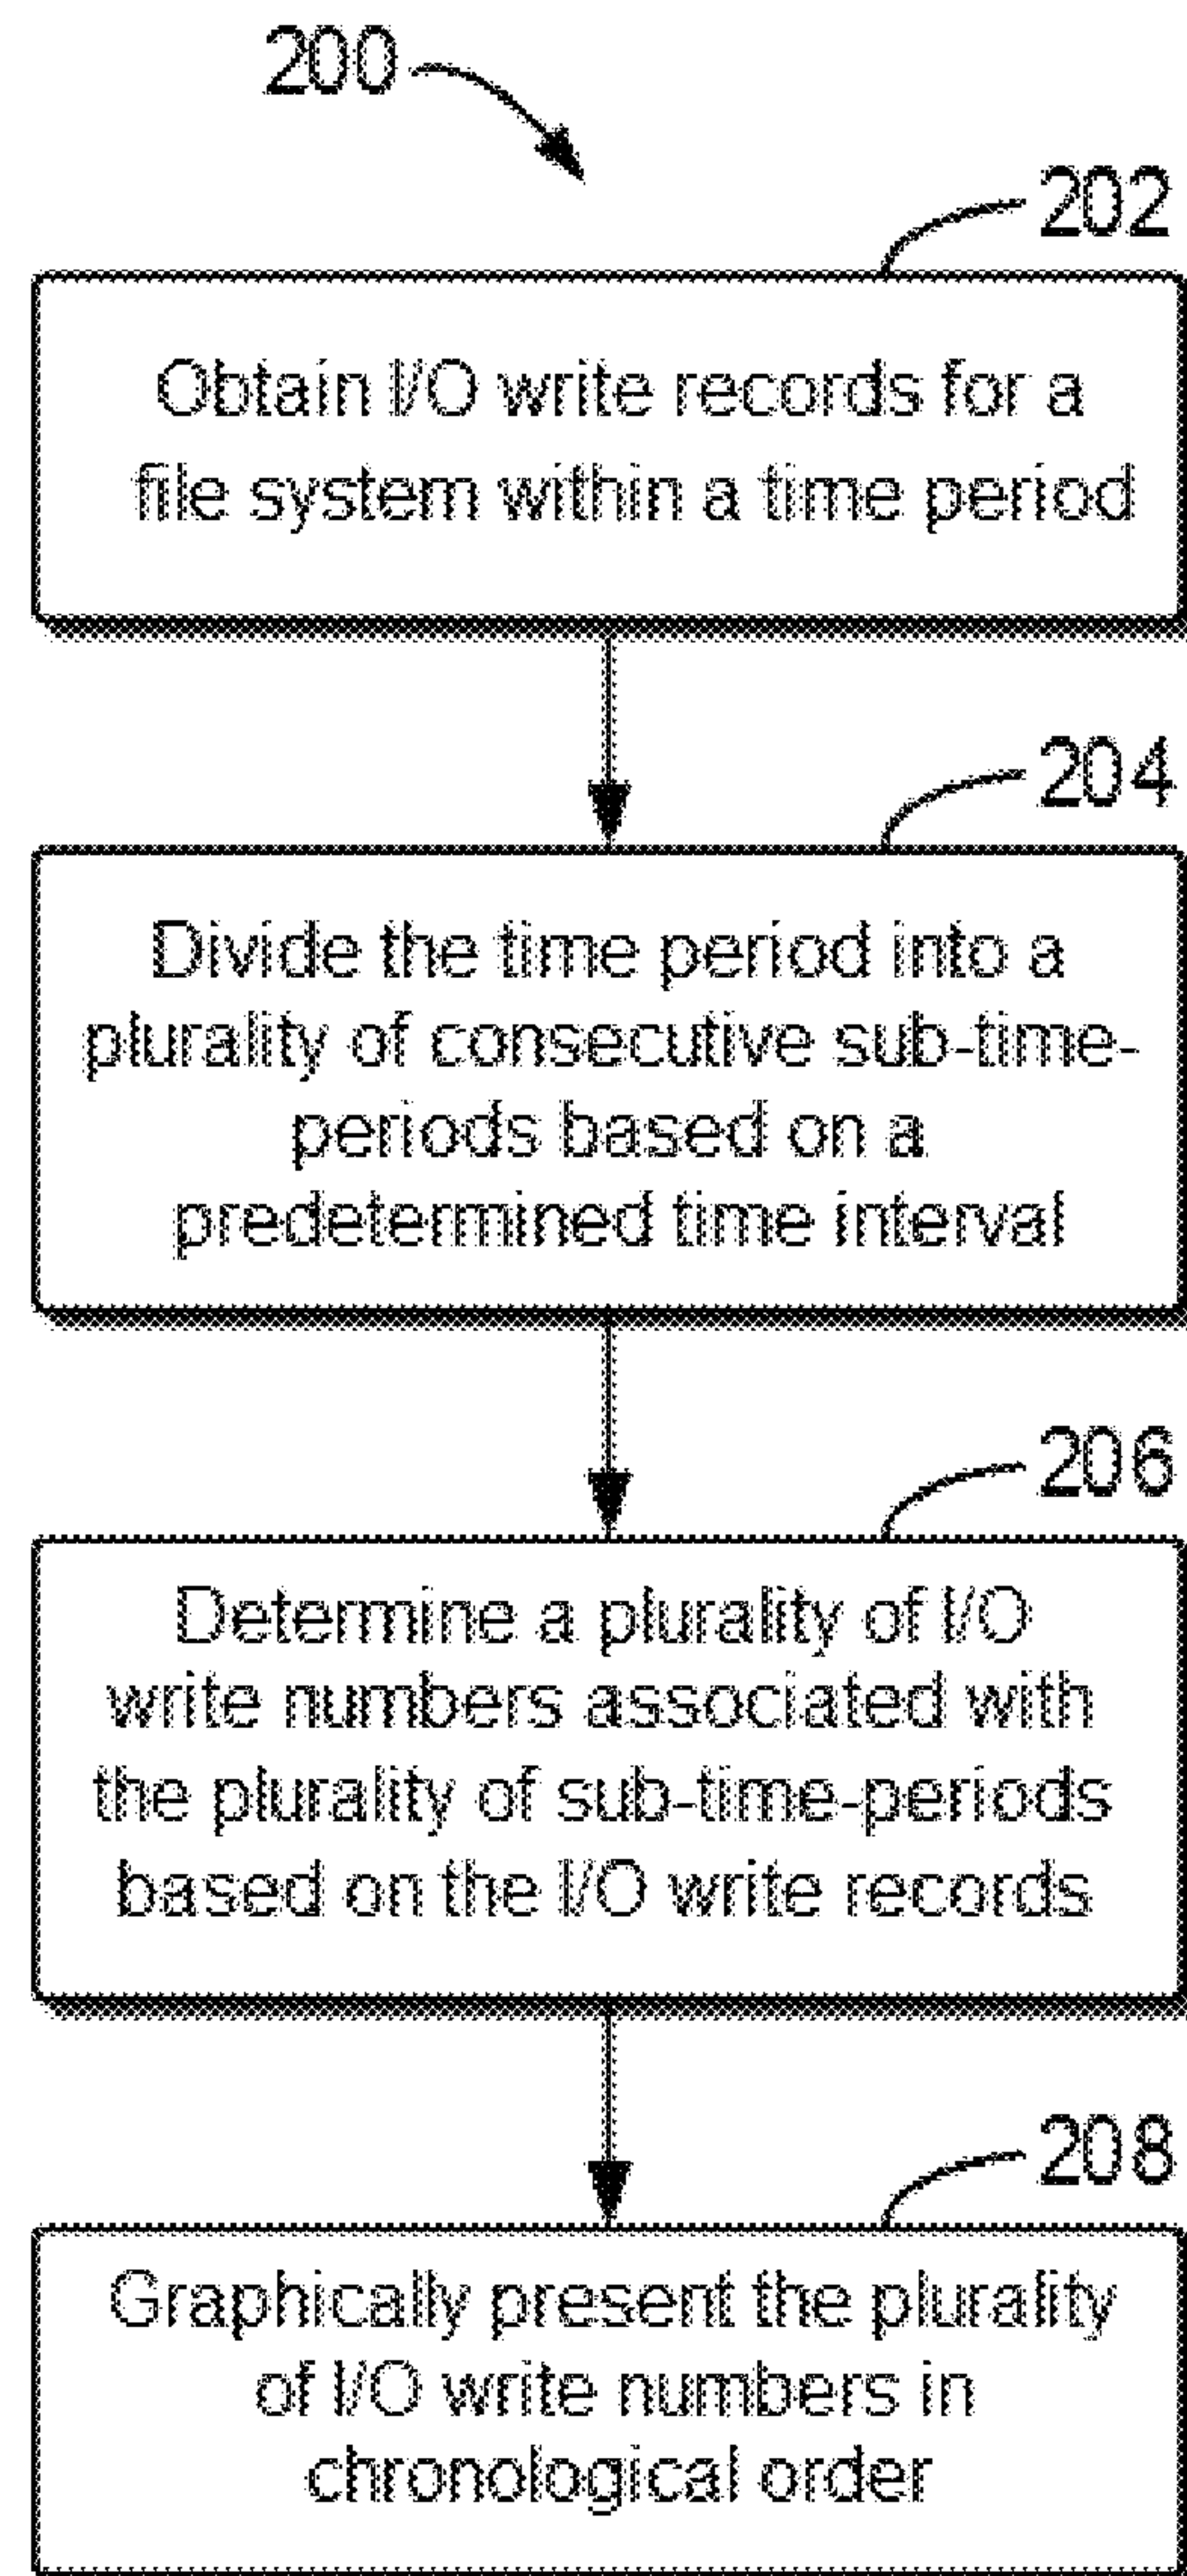 200
202
Obtain I/O write records for a
file system within a time period
204
Divide the time period into a
plurality of consecutive sub-time-
periods based on a
predetermined time interval
206
Determine a plurality of I/O
write numbers associated with
the plurality of sub-time-periods
based on the I/O write records
208
Graphically present the plurality
of I/O write numbers in
chronological order